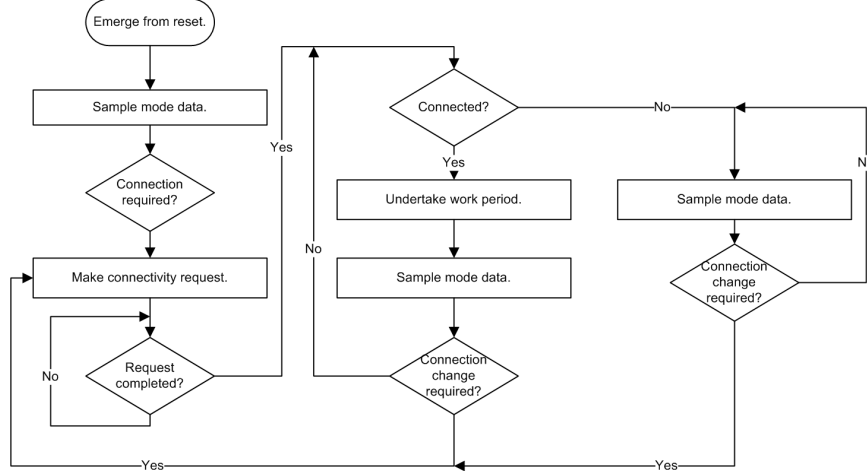 Emerge from reset.
Sample mode data.
Connection
required?
Make connectivity request.
Request
completed?
No
Yes
Connected?
Yes
Undertake work period.
Sample mode data.
Connection
change
required?
No
No
Sample mode data.
Connection
change
required?
N
Yes
Yes